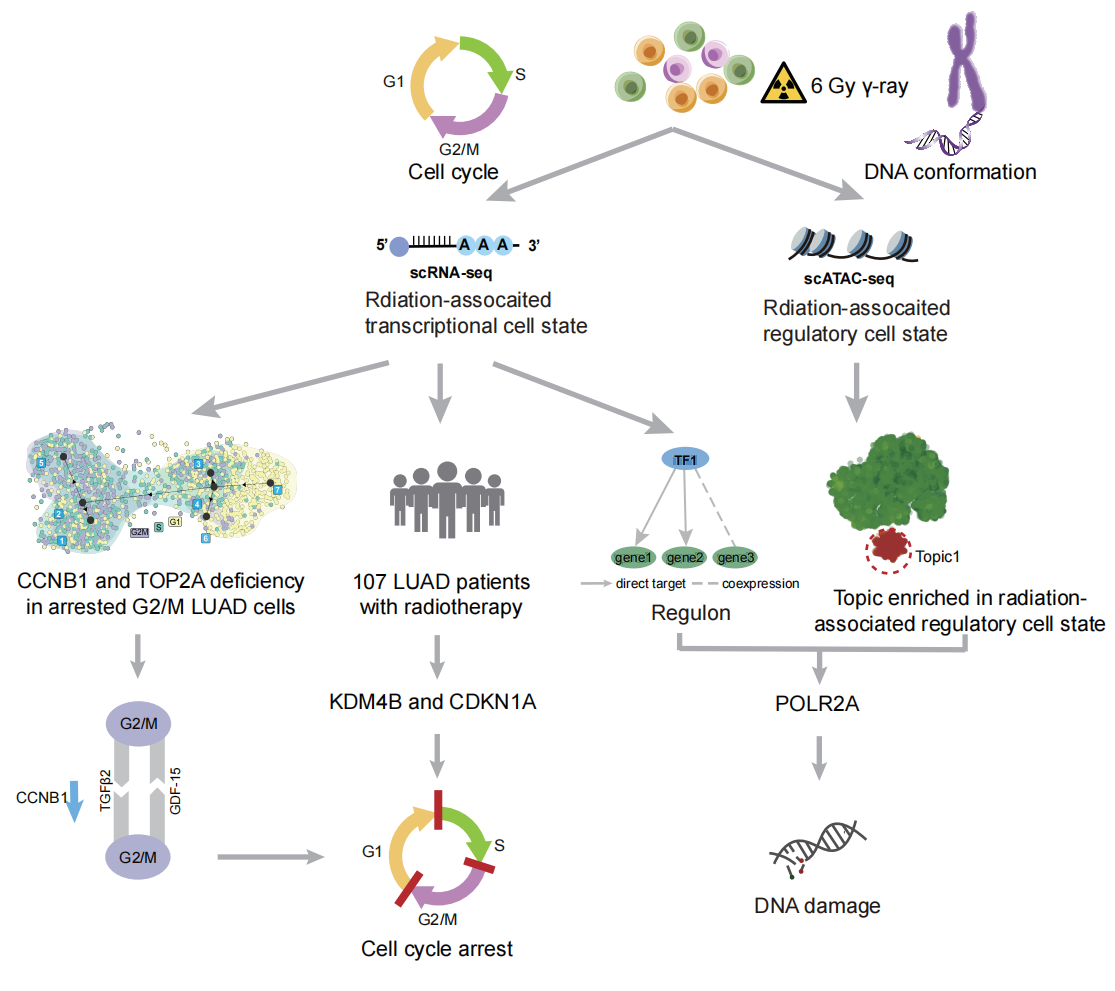 G1
S
G2/M
Cell cycle
6 Gy γ-ray
DNA conformation
5’
A A A
3’
scRNA-seq
Rdiation-assocaited
transcriptional cell state
scATAC-seq
Rdiation-assocaited
regulatory cell state
5
3
7
2
4
1
6
G2M
S
G1
CCNB1 and TOP2A deficiency
in arrested G2/M LUAD cells
107 LUAD patients
with radiotherapy
TF1
gene1
gene2
gene3
direct target
coexpression
Regulon
Topic1
Topic enriched in radiation-
associated regulatory cell state
G2/M
CCNB1
TGFβ2
GDF-15
G2/M
KDM4B and CDKN1A
G1
S
G2/M
Cell cycle arrest
POLR2A
DNA damage